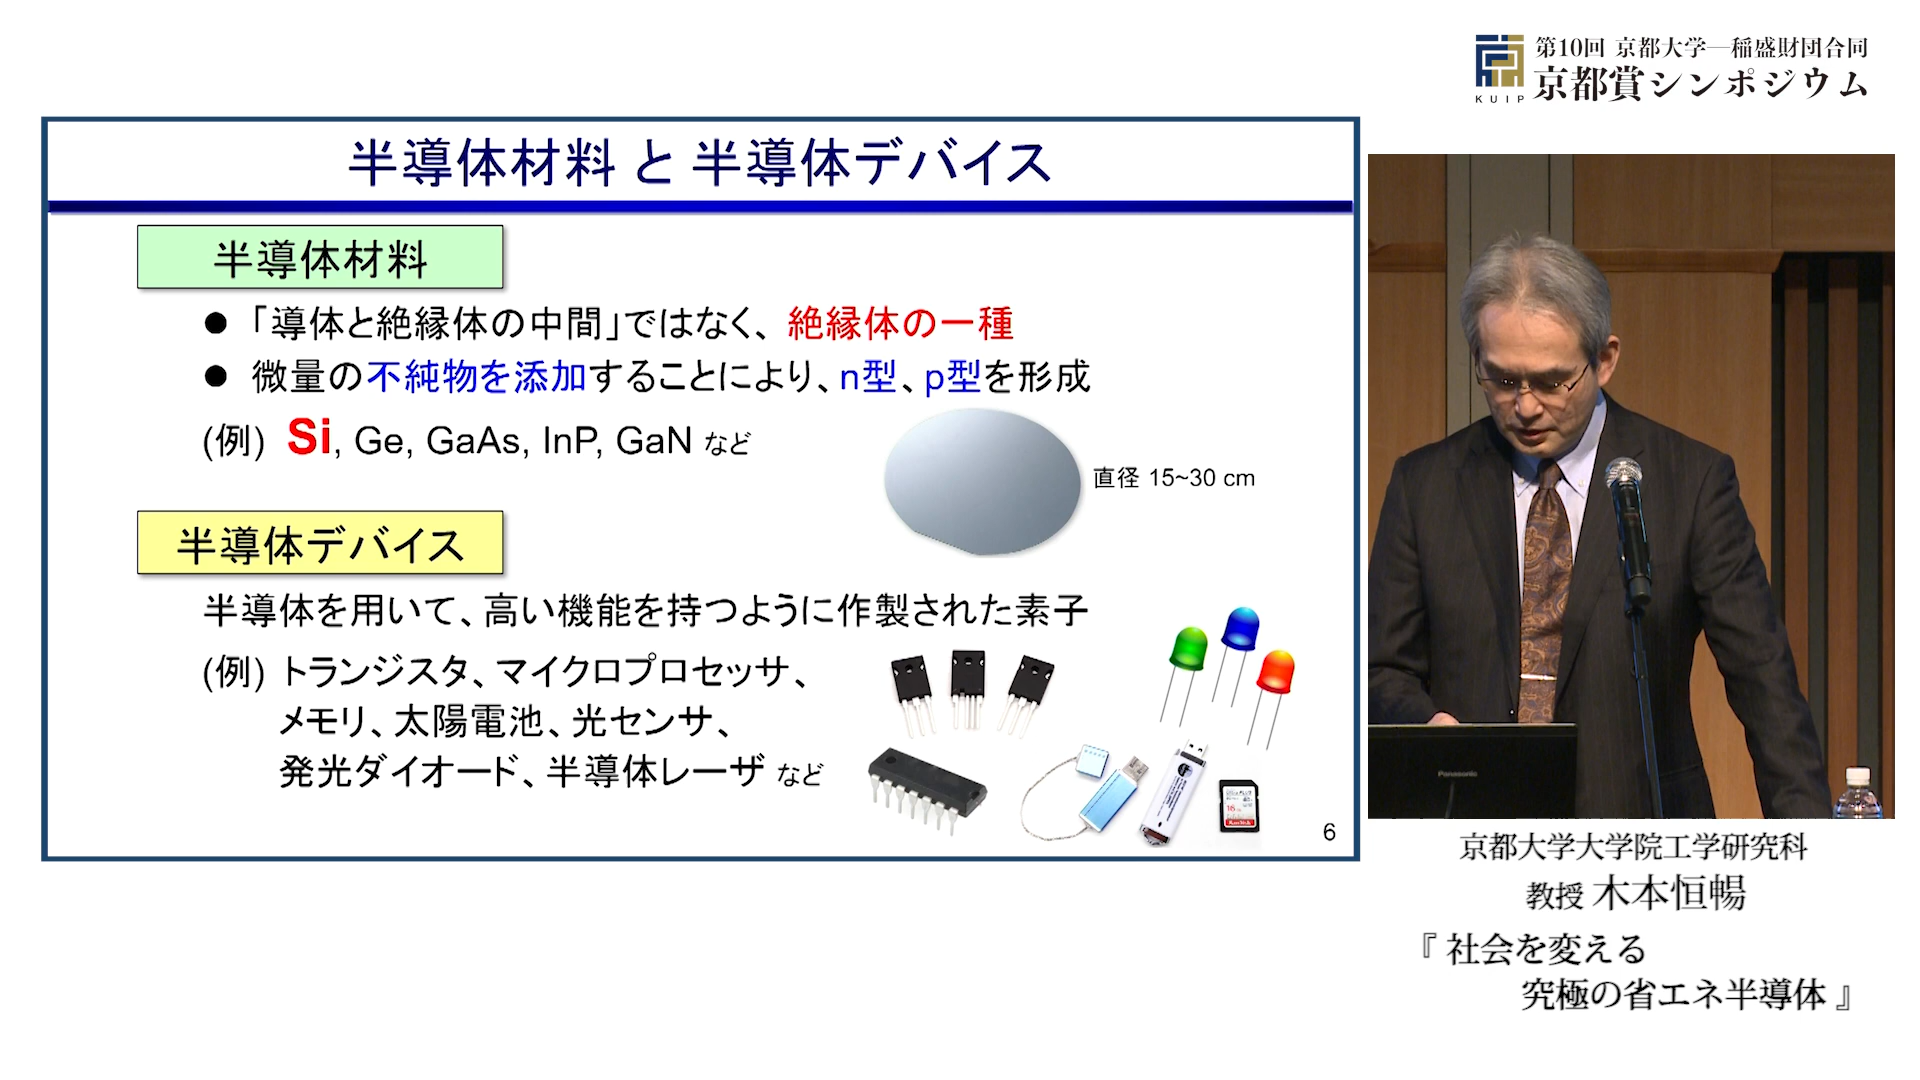 第10回 京都大学―稲盛財団合同
京都賞シンポジウム
KUIP
半導体材料 と 半導体デバイス
半導体材料
● 「導体と絶縁体の中間」ではなく、 絶縁体の一種
● 微量の不純物を添加することにより、n型、p型を形成
(例) Si, Ge, GaAs, InP, GaN など
直径 15~30 cm
半導体デバイス
半導体を用いて、高い機能を持つように作製された素子
(例) トランジスタ、マイクロプロセッサ、
メモリ、太陽電池、光センサ、
発光ダイオード、半導体レーザ など
6
Panasonic
京都大学大学院工学研究科
教授 木本恒暢
『 社会を変える
究極の省エネ半導体 』